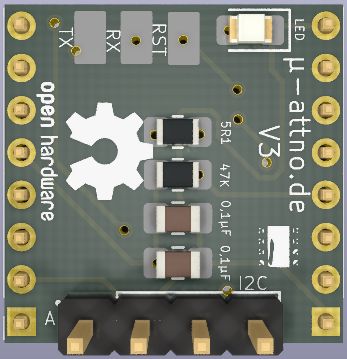 TX
RX
RST
LED
μ-attno.de
V3
open hardware
5R1
47K
0,1µF
0,1µF
I2C
A